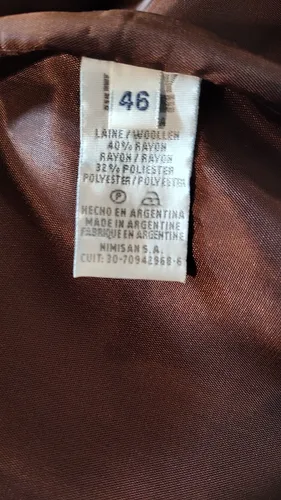 46
LAINE/WOOLLEN
40% RAYON
RAYON/RAYON
32% POLIESTER
POLYESTER/POLYESTER
P
HECHO EN ARGENTINA
MADE IN ARGENTINE
FABRIQUE EN ARGENTINE
NIMISAN S.A.
CUIT: 30-70942968-6